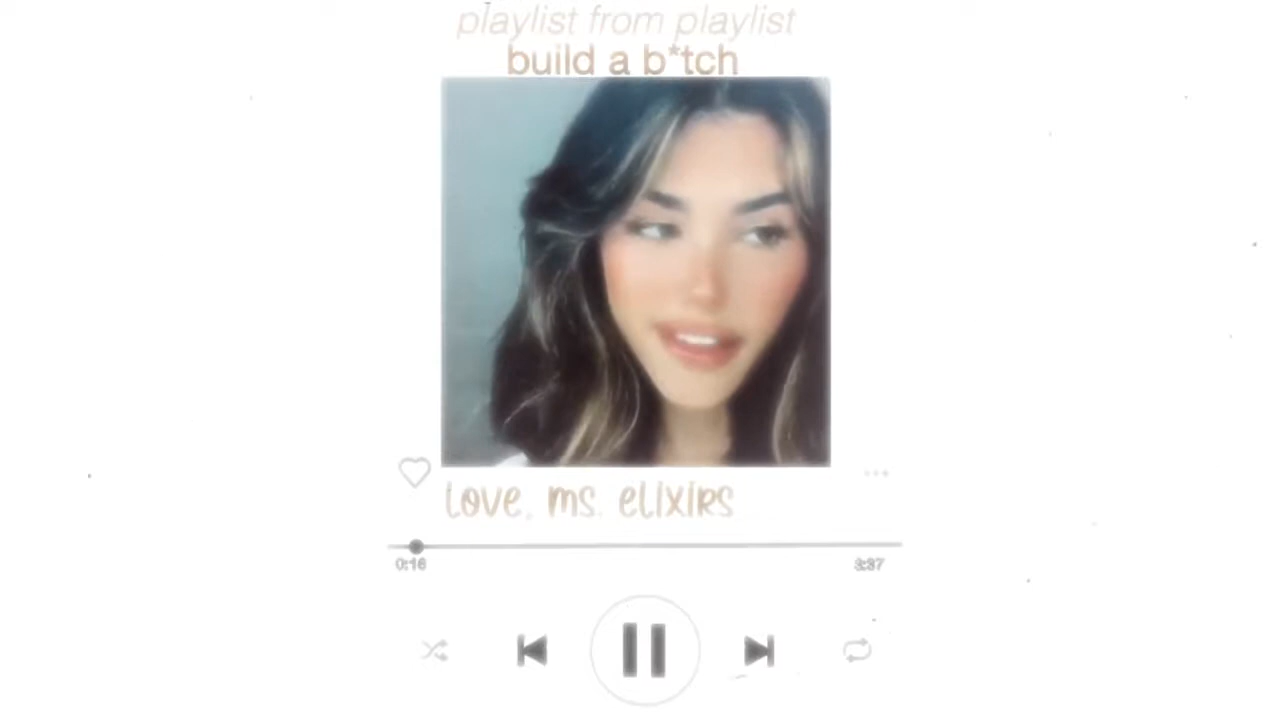 playlist from playlist
build a b*tch
love, ms. elixirs
0:16
3:37